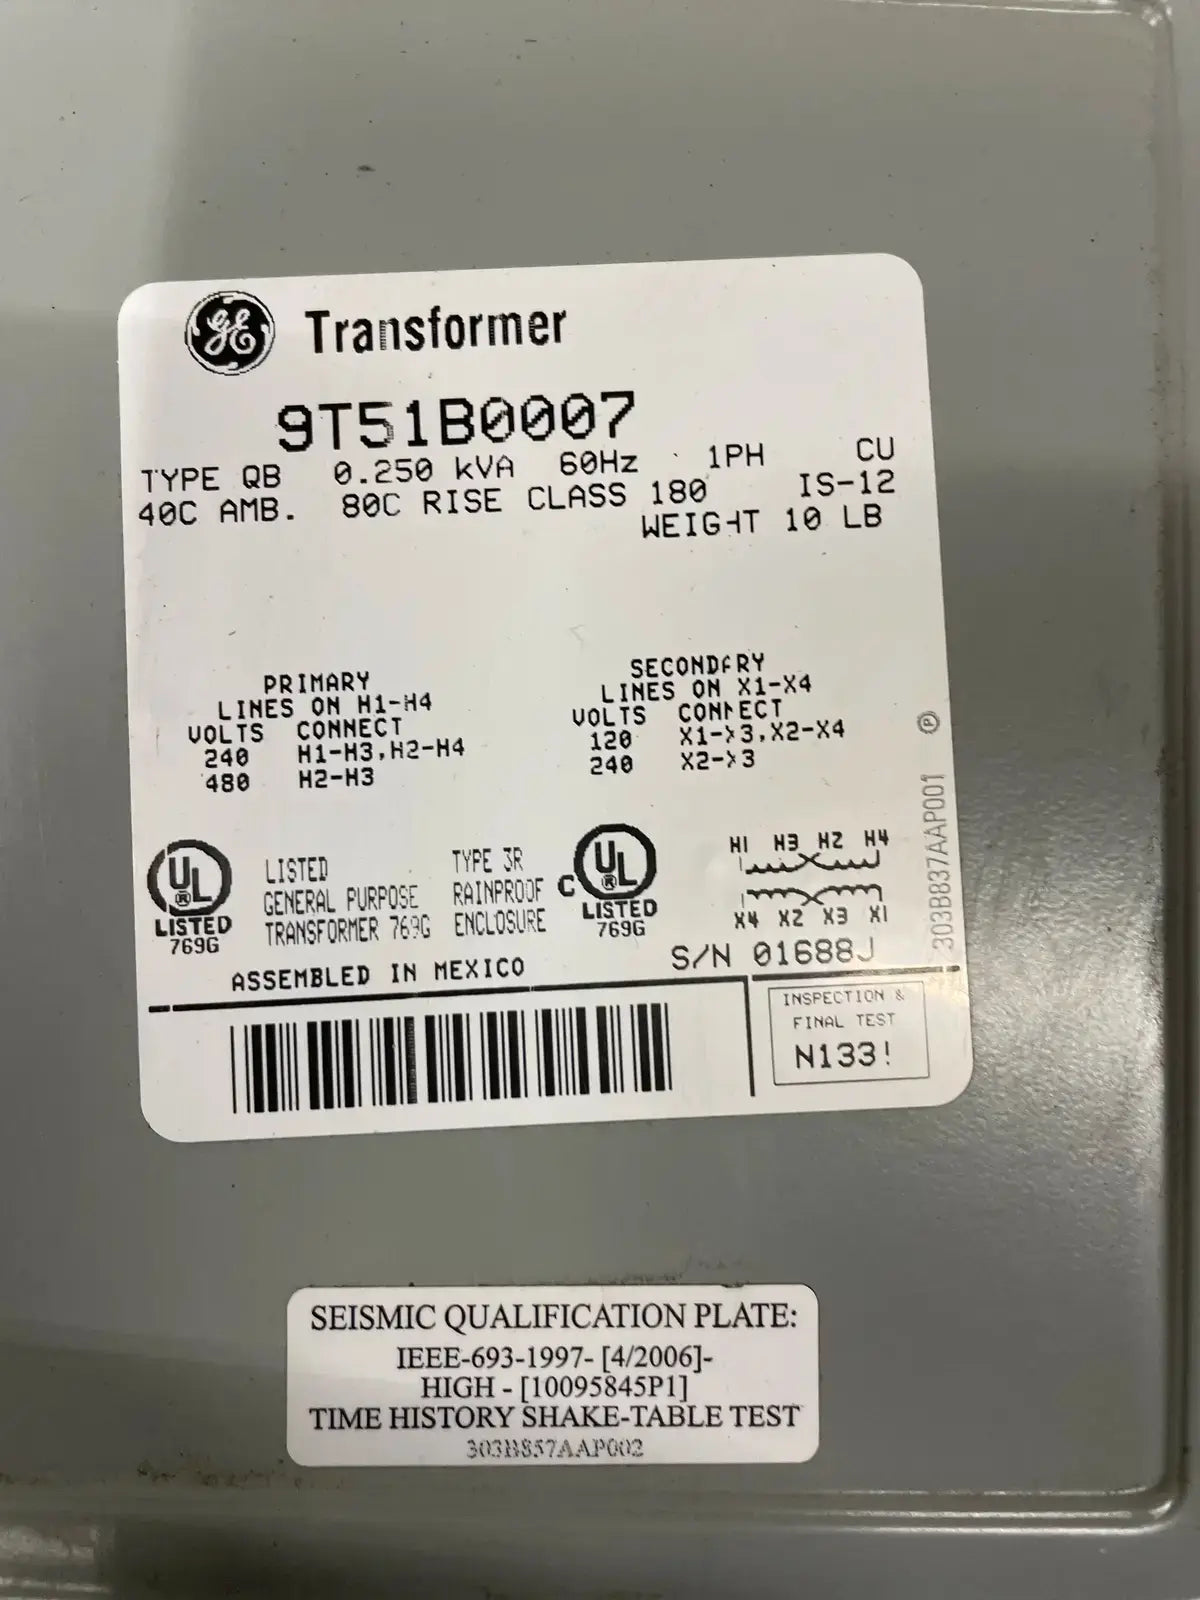 GE Transformer
9T51B0007
TYPE QB 0.250 kVA 60Hz 1PH CU
40C AMB. 80C RISE CLASS 180 IS-12
WEIGHT 10 LB
PRIMARY
LINES ON H1-H4
VOLTS CONNECT
240 H1-H3,H2-H4
480 H2-H3
SECONDARY
LINES ON X1-X4
VOLTS CONNECT
120 X1-X3,X2-X4
240 X2-X3
UL
LISTED
769G
LISTED
GENERAL PURPOSE
TRANSFORMER 769G
TYPE 3R
RAINPROOF
ENCLOSURE
C UL
LISTED
769G
H1 H3 H2 H4
X4 X2 X3 X1
303B837AAP001 P
ASSEMBLED IN MEXICO
S/N 01688J
INSPECTION &
FINAL TEST
N133!
SEISMIC QUALIFICATION PLATE:
IEEE-693-1997- [4/2006]-
HIGH - [10095845P1]
TIME HISTORY SHAKE-TABLE TEST
303B857AAP002